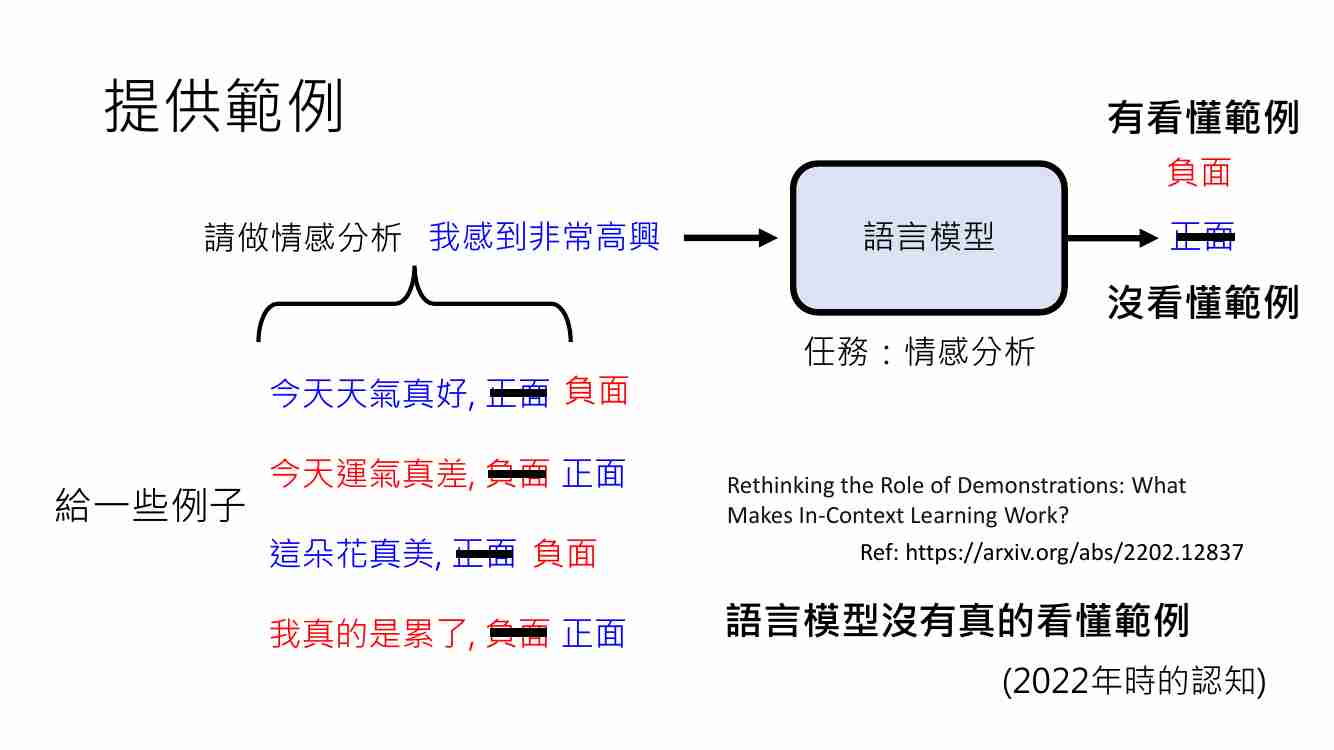 提供範例
有看懂範例
負面
請做情感分析 我感到非常高興
語言模型
正面
沒看懂範例
任務：情感分析
今天天氣真好, 正面 負面
今天運氣真差, 負面 正面
給一些例子
這朵花真美, 正面 負面
我真的是累了, 負面 正面
Rethinking the Role of Demonstrations: What
Makes In-Context Learning Work?
Ref: https://arxiv.org/abs/2202.12837
語言模型沒有真的看懂範例
(2022年時的認知)